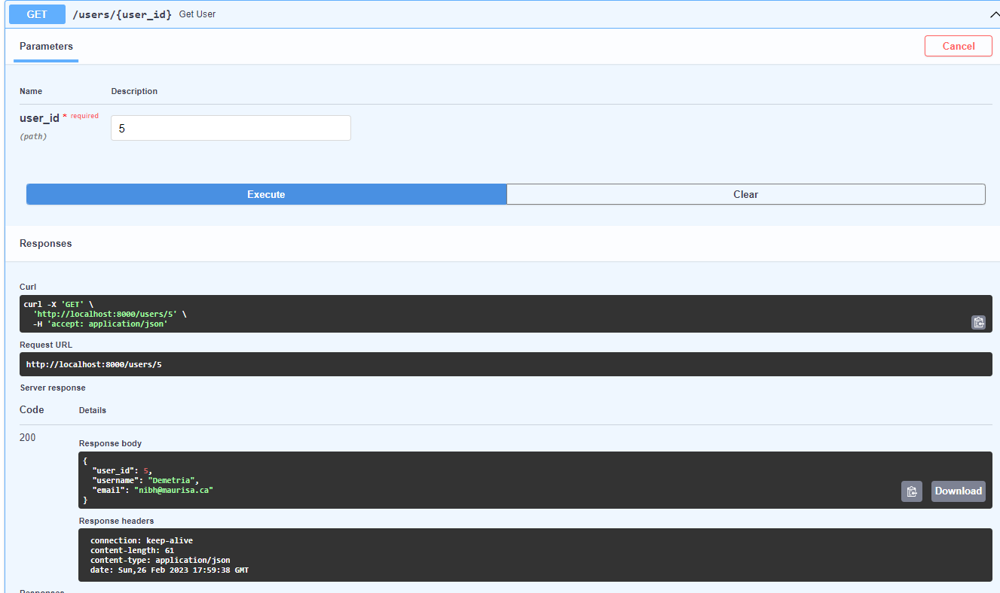 GET /users/{user_id} Get User
Parameters
Cancel
Name Description
user_id * required
5
(path)
Execute Clear
Responses
Curl
curl -X 'GET' \
'http://localhost:8000/users/5' \
-H 'accept: application/json'
Request URL
http://localhost:8000/users/5
Server response
Code Details
200
Response body
{
"user_id": 5,
"username": "Demetria",
"email": "nibh@maurisa.ca"
}
Download
Response headers
connection: keep-alive
content-length: 61
content-type: application/json
date: Sun,26 Feb 2023 17:59:38 GMT
Responses